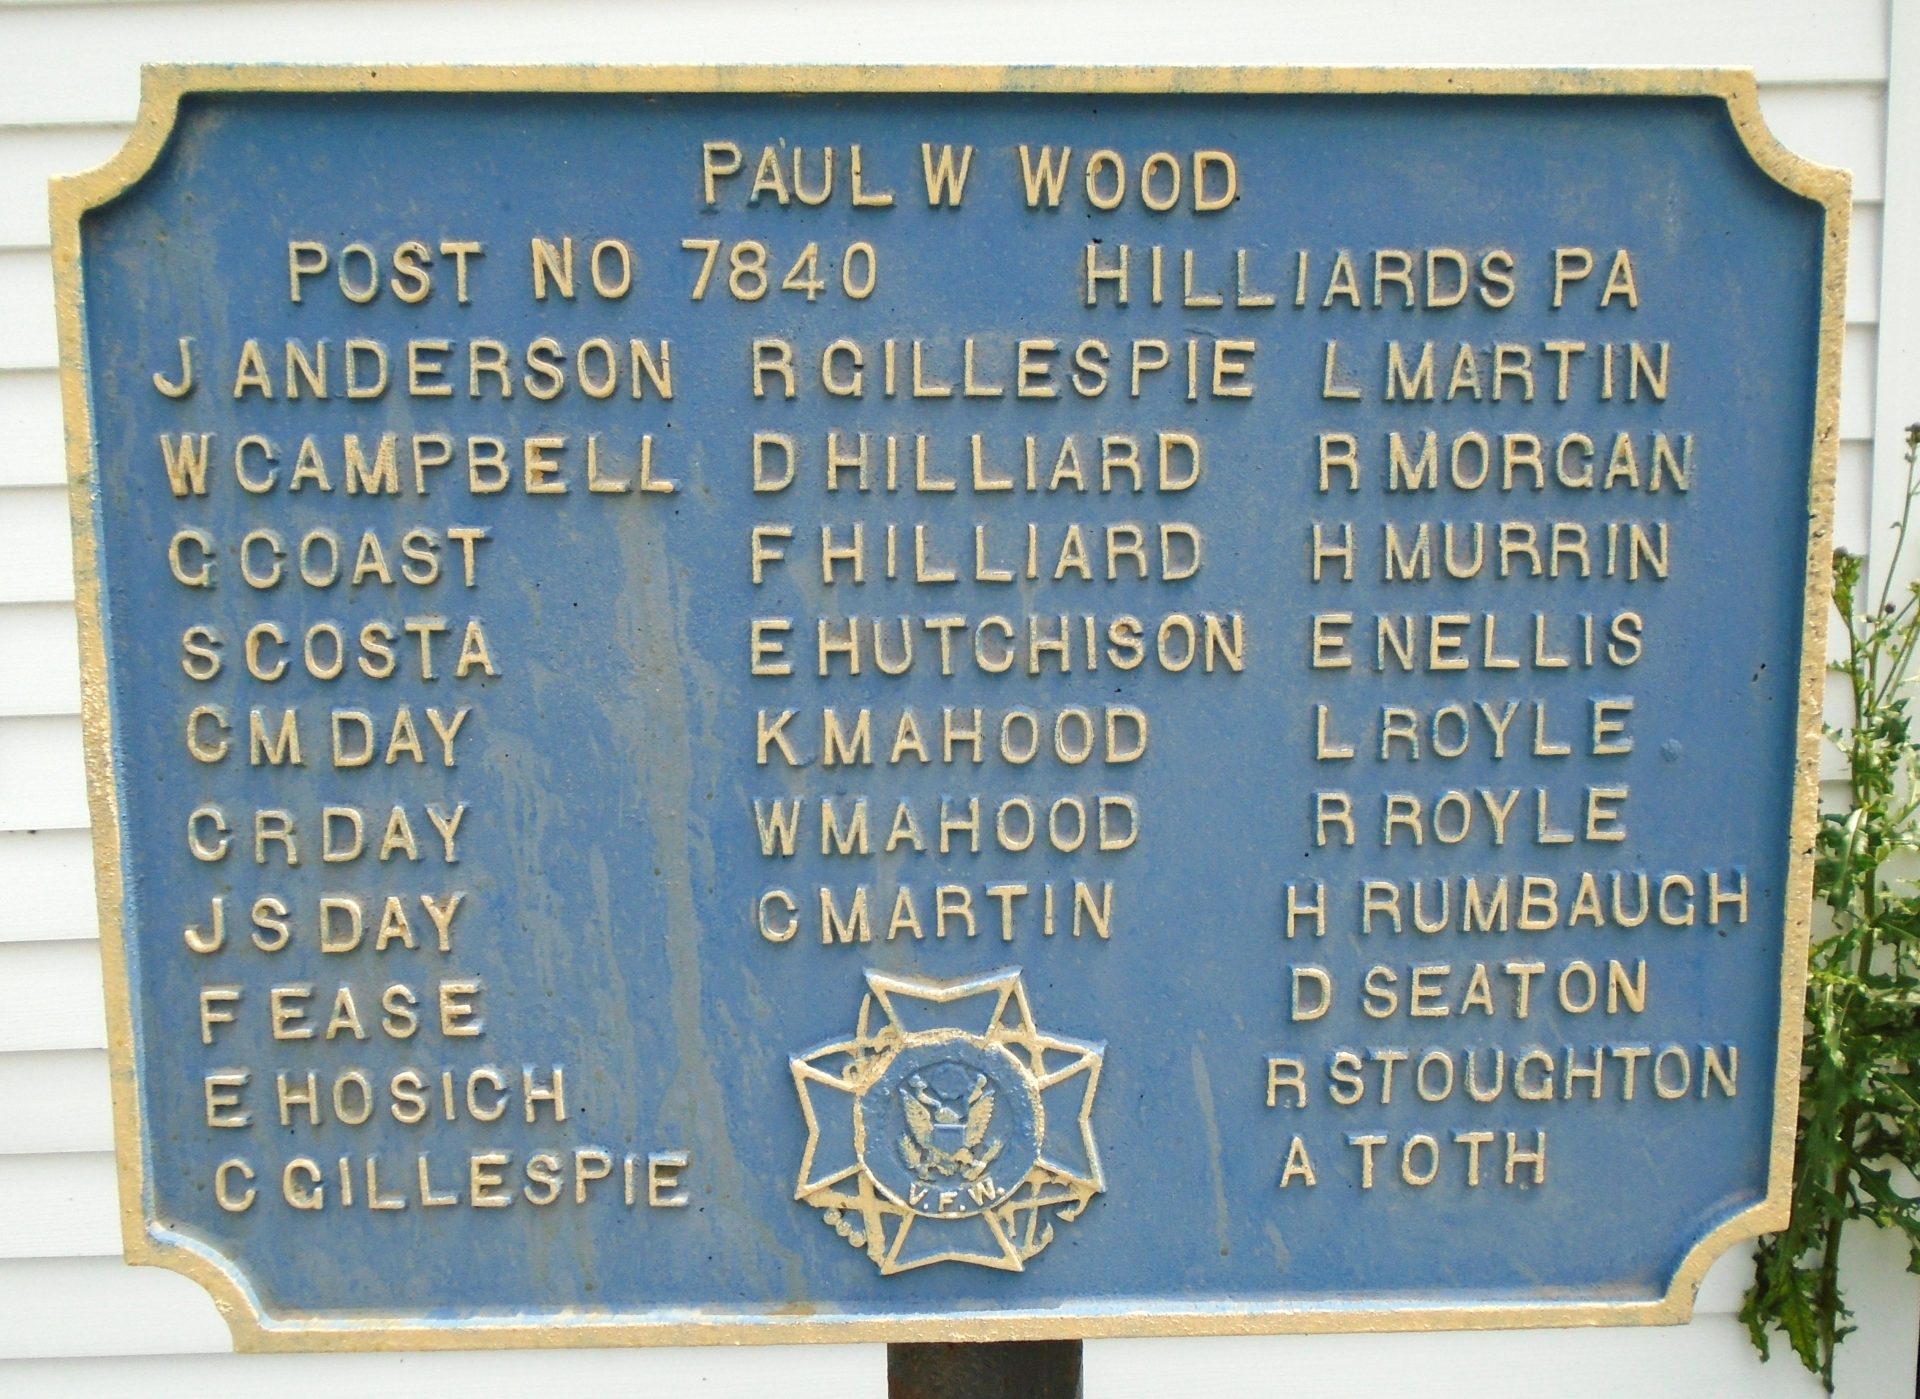 PAUL W WOOD
POST NO 7840 HILLIARDS PA
J ANDERSON
W CAMPBELL
G COAST
S COSTA
C M DAY
C R DAY
J S DAY
F EASE
E HOSICH
C GILLESPIE
R GILLESPIE
D HILLIARD
F HILLIARD
E HUTCHISON
K MAHOOD
W MAHOOD
C MARTIN
V.F.W.
L MARTIN
R MORGAN
H MURRIN
E NELLIS
L ROYLE
R ROYLE
H RUMBAUGH
D SEATON
R STOUGHTON
A TOTH